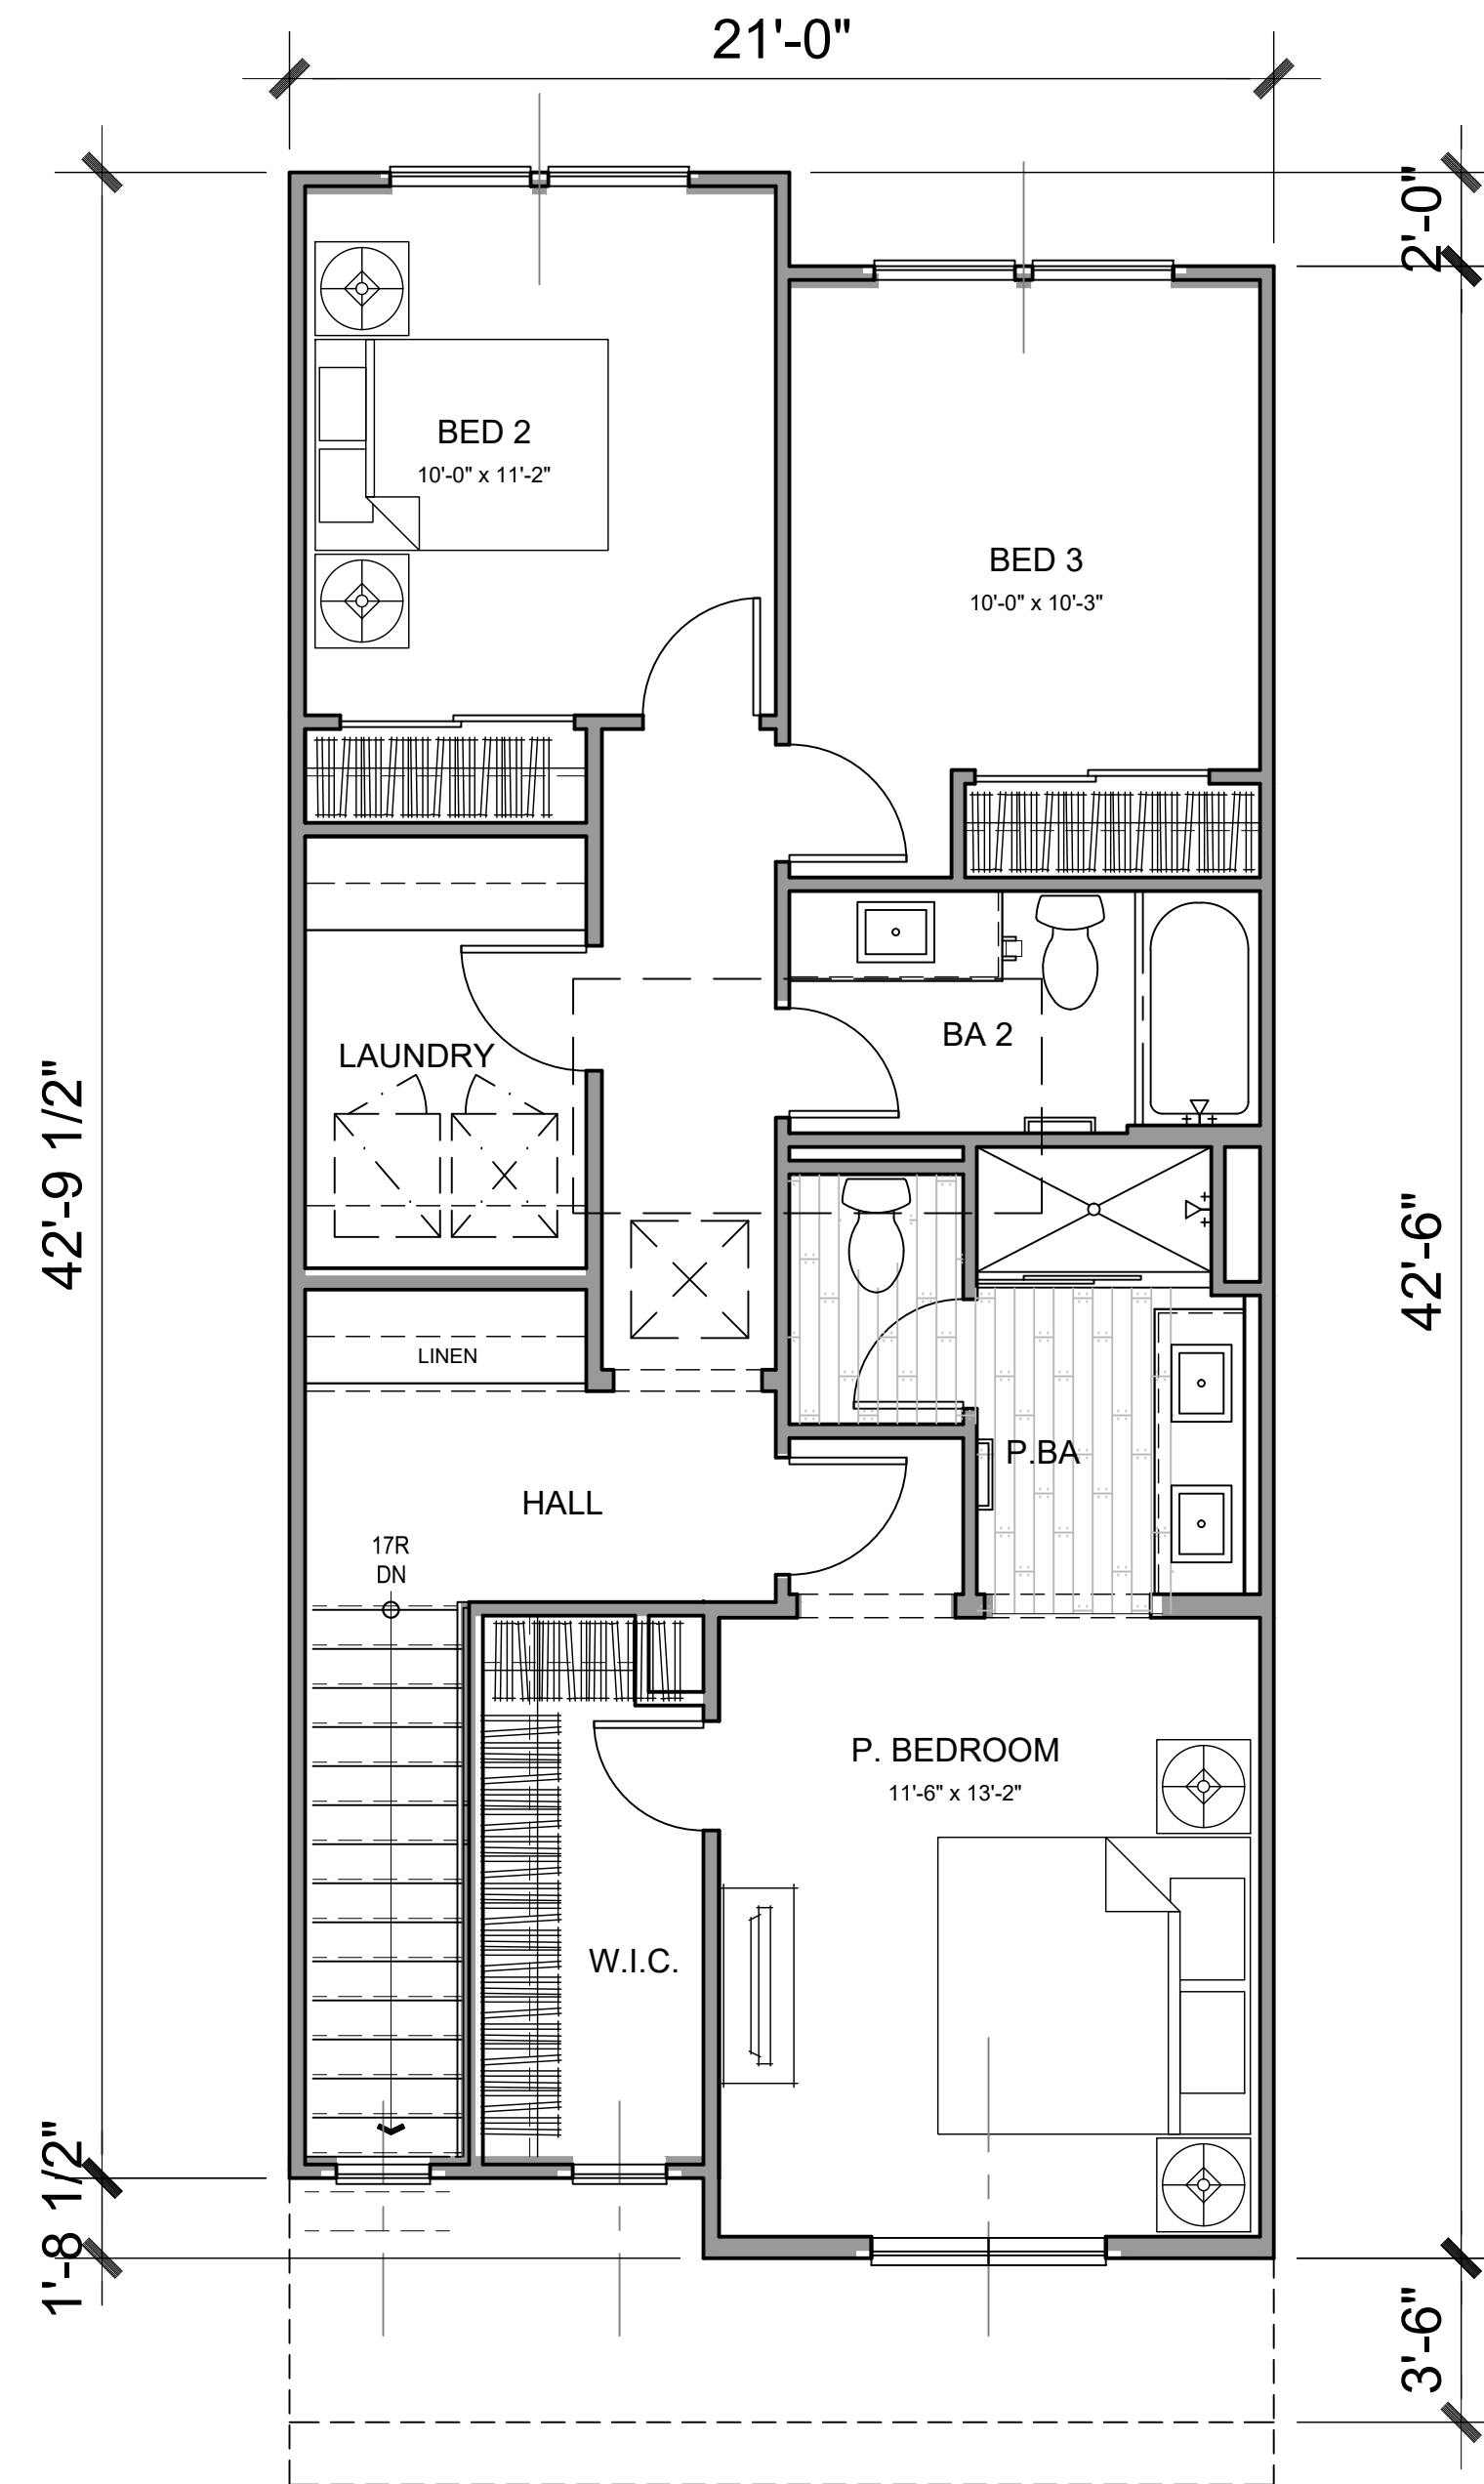 21'-0"
2'-0"
BED 2
10'-0" x 11'-2"
BED 3
10'-0" x 10'-3"
BA 2
LAUNDRY
42'-9 1/2"
42'-6"
LINEN
P.BA
HALL
17R
DN
P. BEDROOM
11'-6" x 13'-2"
W.I.C.
1'-8 1/2"
3'-6"